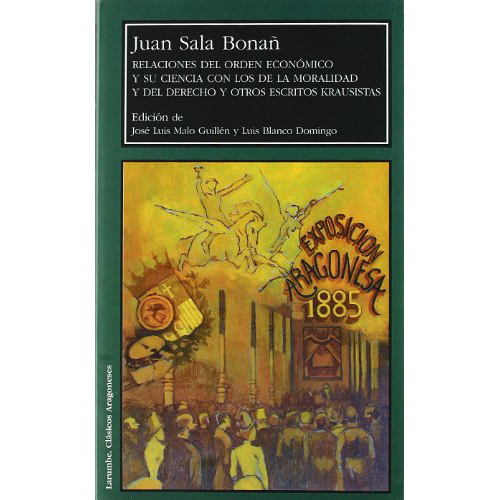 Juan Sala Bonañ
RELACIONES DEL ORDEN ECONÓMICO
Y SU CIENCIA CON LOS DE LA MORALIDAD
Y DEL DERECHO Y OTROS ESCRITOS KRAUSISTAS
Edición de
José Luis Malo Guillén y Luis Blanco Domingo
EXPOSICION
ARAGONESA
1885
Larumbe. Clásicos Aragoneses